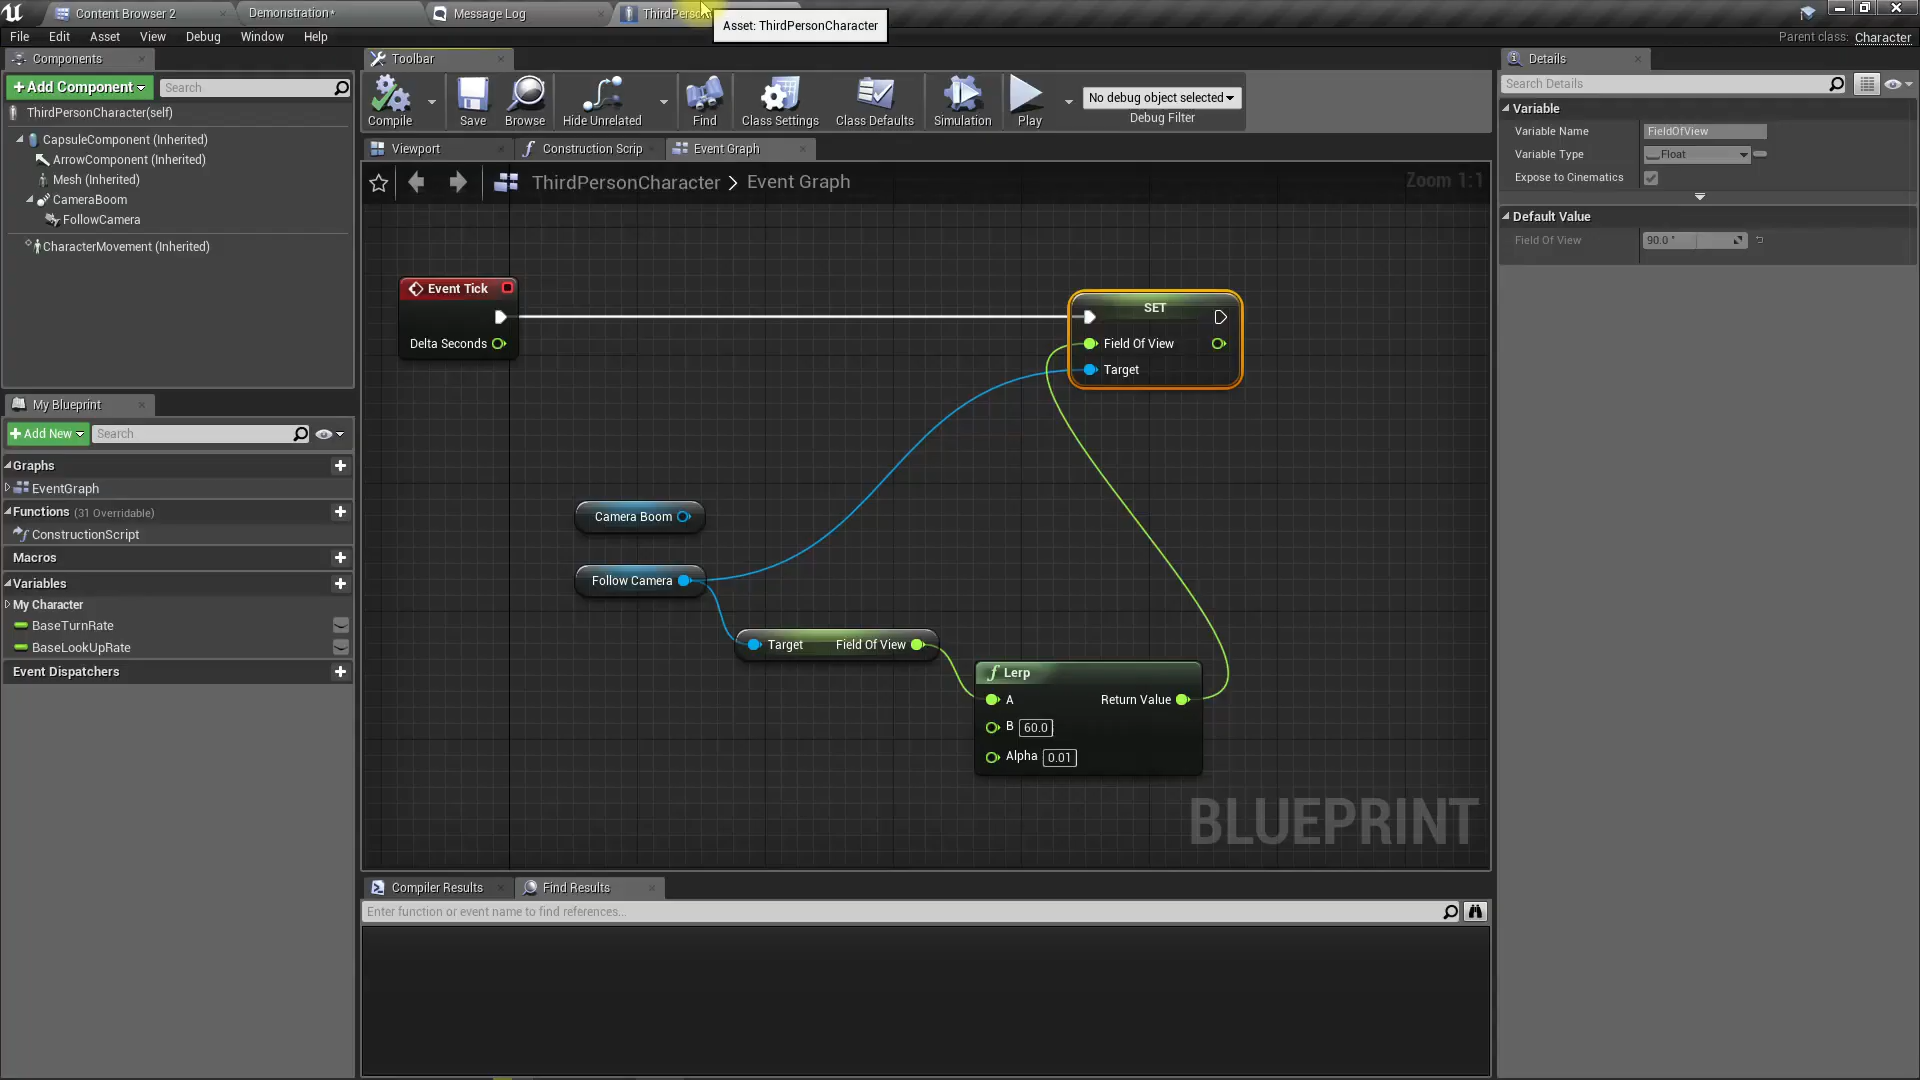 Content Browser 2
Demonstration*
Message Log
ThirdPers
Asset: ThirdPersonCharacter
File Edit Asset View Debug Window Help
Parent class: Character
Components
Toolbar
Details
+ Add Component
Search
Search Details
ThirdPersonCharacter(self)
CapsuleComponent (Inherited)
ArrowComponent (Inherited)
Mesh (Inherited)
CameraBoom
FollowCamera
CharacterMovement (Inherited)
Compile
Save
Browse
Hide Unrelated
Find
Class Settings
Class Defaults
Simulation
Play
No debug object selected
Debug Filter
Variable
Variable Name FieldOfView
Variable Type Float
Expose to Cinematics
Default Value
Field Of View 90.0 °
Viewport
Construction Scrip
Event Graph
ThirdPersonCharacter > Event Graph
Zoom 1:1
Event Tick
Delta Seconds
SET
Field Of View
Target
Camera Boom
Follow Camera
Target Field Of View
f Lerp
A Return Value
B 60.0
Alpha 0.01
BLUEPRINT
My Blueprint
+ Add New
Search
Graphs
EventGraph
Functions (31 Overridable)
ConstructionScript
Macros
Variables
My Character
BaseTurnRate
BaseLookUpRate
Event Dispatchers
Compiler Results
Find Results
Enter function or event name to find references...